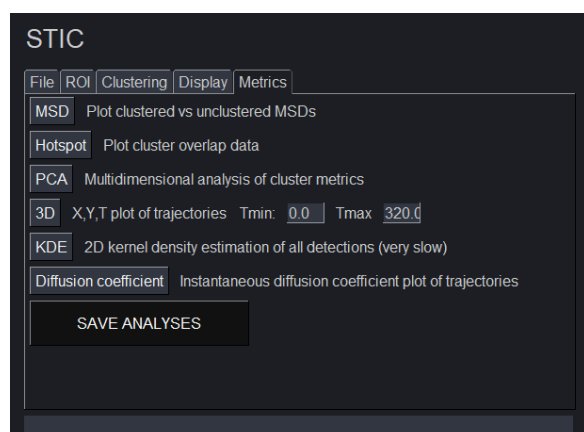 STIC
File ROI Clustering Display Metrics
MSD Plot clustered vs unclustered MSDs
Hotspot Plot cluster overlap data
PCA Multidimensional analysis of cluster metrics
3D X,Y,T plot of trajectories Tmin: 0.0 Tmax 320.0
KDE 2D kernel density estimation of all detections (very slow)
Diffusion coefficient Instantaneous diffusion coefficient plot of trajectories
SAVE ANALYSES